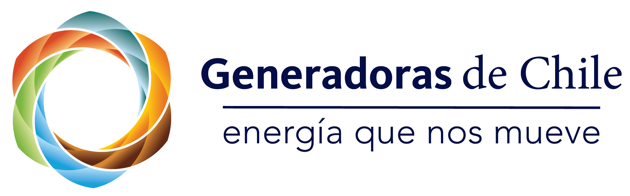 Generadoras de Chile
energía que nos mueve